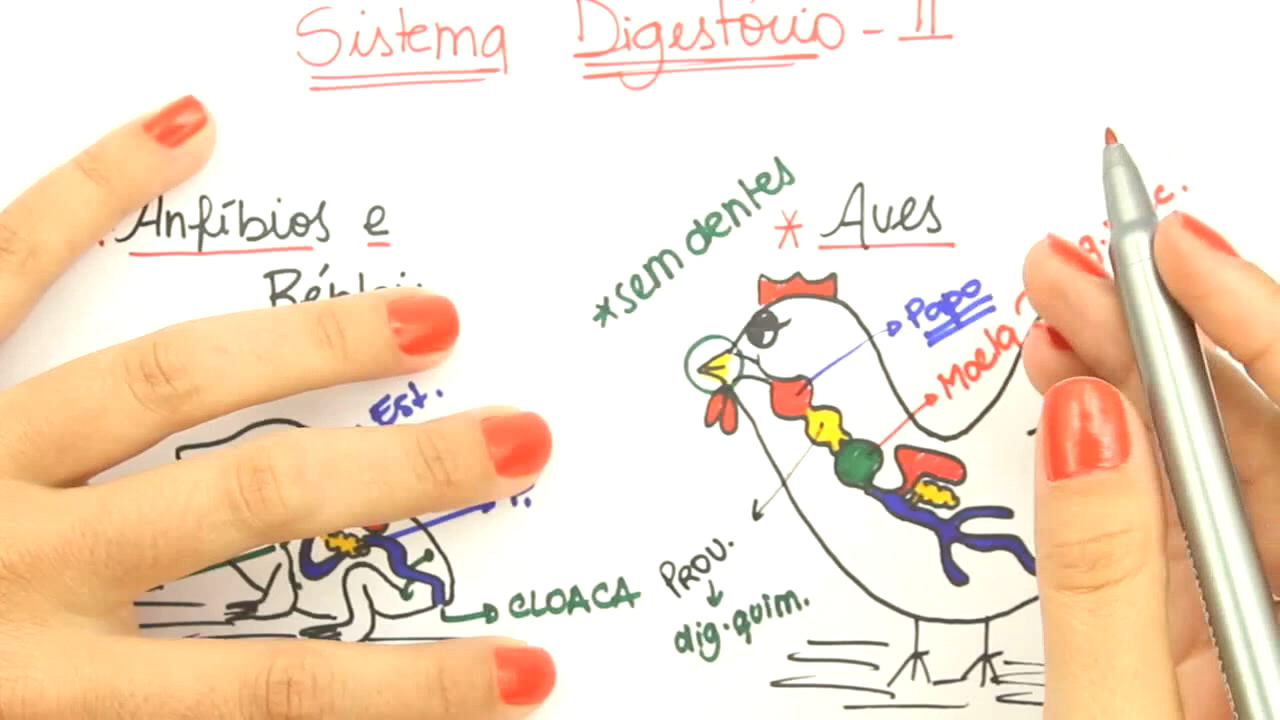 Sistema Digestório - II
Anfíbios e
Est.
CLOACA
* sem dentes
* Aves
Papo
Moela
PROV.
dig. quim.